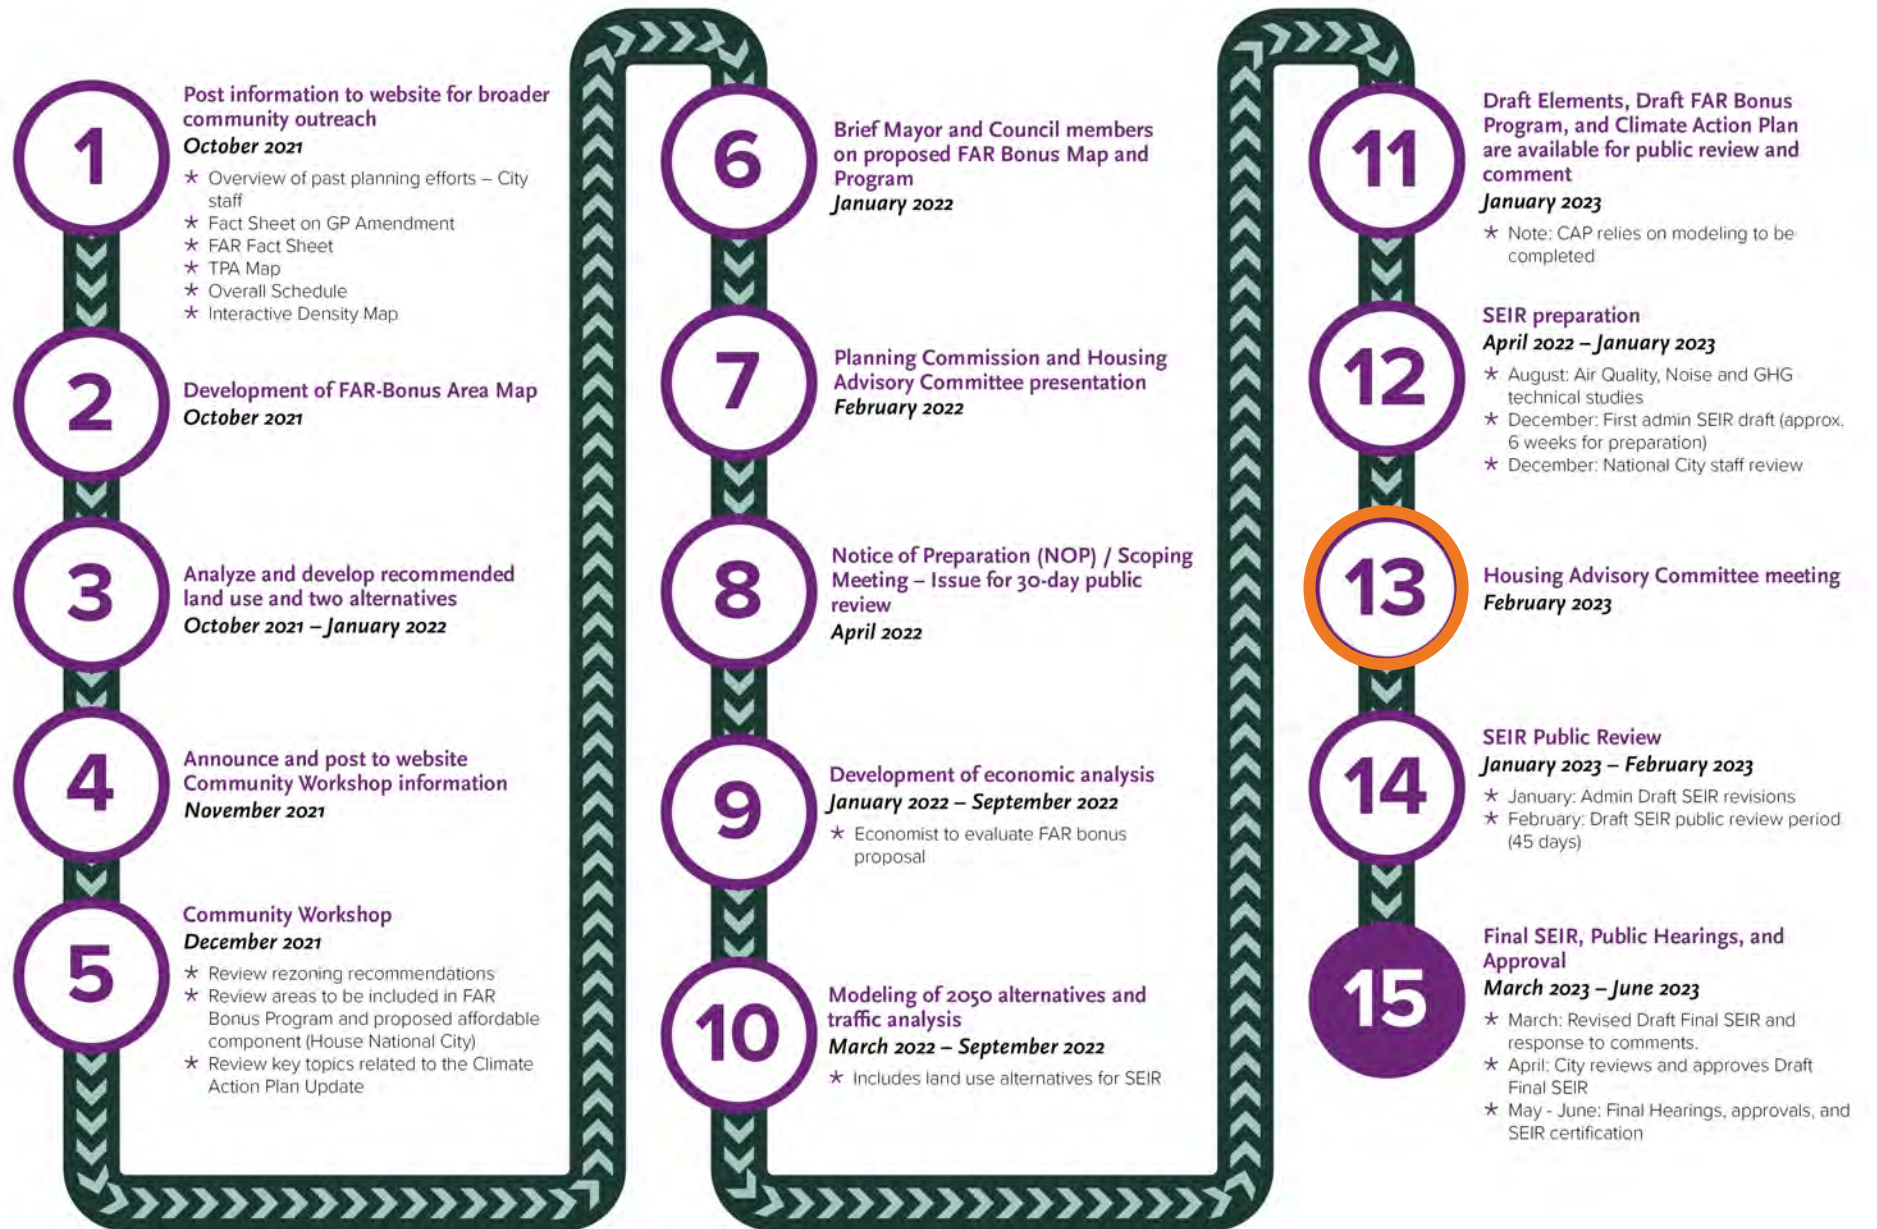 1
Post information to website for broader
community outreach
October 2021
* Overview of past planning efforts – City
staff
* Fact Sheet on GP Amendment
* FAR Fact Sheet
* TPA Map
* Overall Schedule
* Interactive Density Map
2
Development of FAR-Bonus Area Map
October 2021
3
Analyze and develop recommended
land use and two alternatives
October 2021 – January 2022
4
Announce and post to website
Community Workshop information
November 2021
5
Community Workshop
December 2021
* Review rezoning recommendations
* Review areas to be included in FAR
Bonus Program and proposed affordable
component (House National City)
* Review key topics related to the Climate
Action Plan Update
6
Brief Mayor and Council members
on proposed FAR Bonus Map and
Program
January 2022
7
Planning Commission and Housing
Advisory Committee presentation
February 2022
8
Notice of Preparation (NOP) / Scoping
Meeting – Issue for 30-day public
review
April 2022
9
Development of economic analysis
January 2022 – September 2022
* Economist to evaluate FAR bonus
proposal
10
Modeling of 2050 alternatives and
traffic analysis
March 2022 – September 2022
* Includes land use alternatives for SEIR
11
Draft Elements, Draft FAR Bonus
Program, and Climate Action Plan
are available for public review and
comment
January 2023
* Note: CAP relies on modeling to be
completed
12
SEIR preparation
April 2022 – January 2023
* August: Air Quality, Noise and GHG
technical studies
* December: First admin SEIR draft (approx.
6 weeks for preparation)
* December: National City staff review
13
Housing Advisory Committee meeting
February 2023
14
SEIR Public Review
January 2023 – February 2023
* January: Admin Draft SEIR revisions
* February: Draft SEIR public review period
(45 days)
15
Final SEIR, Public Hearings, and
Approval
March 2023 – June 2023
* March: Revised Draft Final SEIR and
response to comments.
* April: City reviews and approves Draft
Final SEIR
* May - June: Final Hearings, approvals, and
SEIR certification